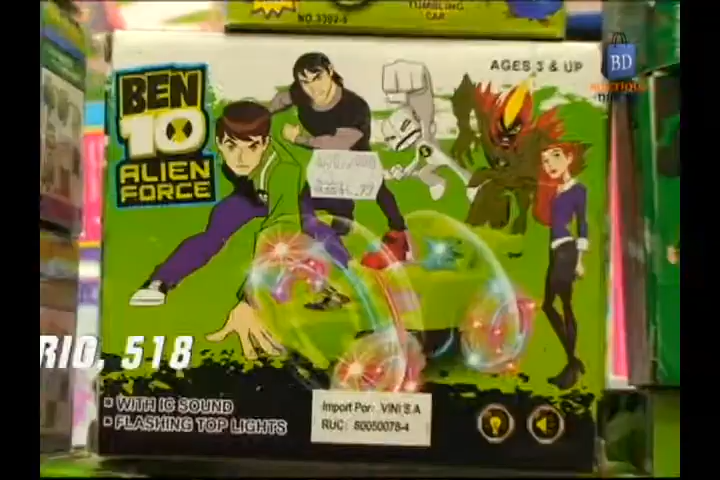 NO.3382-5
TUMBLING
CAR
BD
BEN
10
ALIEN
FORCE
AGES 3 & UP
RIO, 518
WITH IC SOUND
FLASHING TOP LIGHTS
Import Por: VINI S.A
RUC: 80050078-4